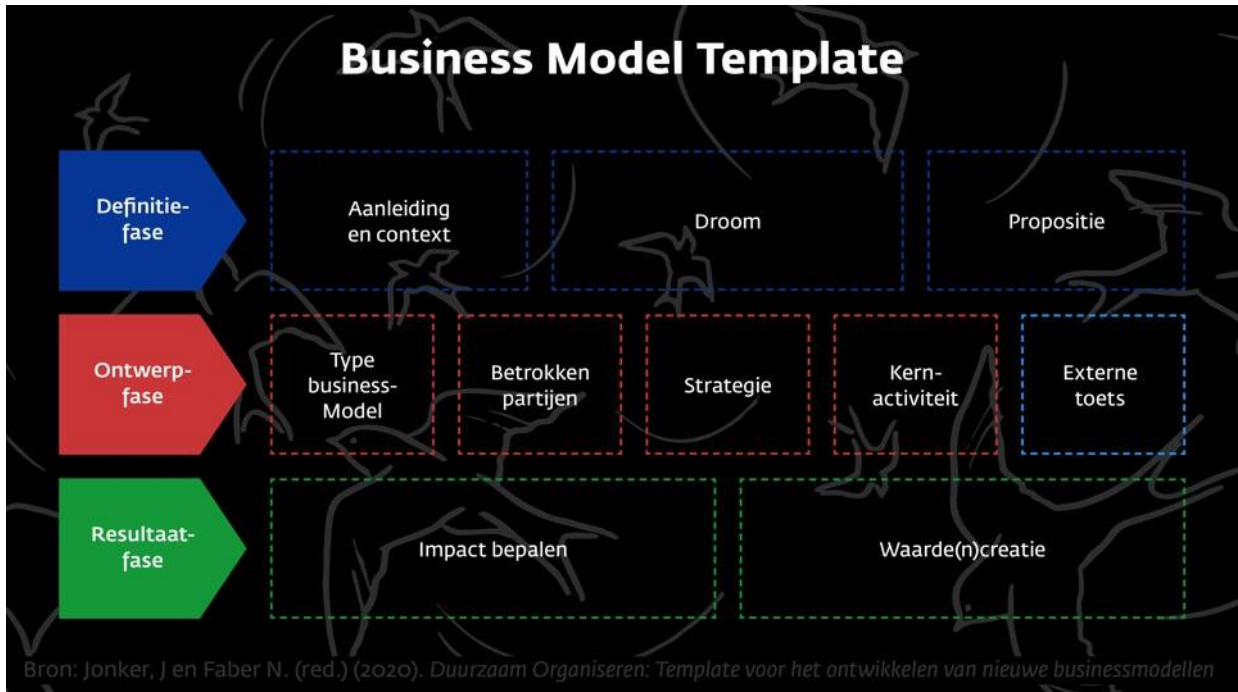 Business Model Template
Definitie-
fase
Aanleiding
en context
Droom
Propositie
Ontwerp-
fase
Type
business-
Model
Betrokken
partijen
Strategie
Kern-
activiteit
Externe
toets
Resultaat-
fase
Impact bepalen
Waarde(n)creatie
Bron: Jonker, J en Faber N. (red.) (2020). Duurzaam Organiseren: Template voor het ontwikkelen van nieuwe businessmodellen